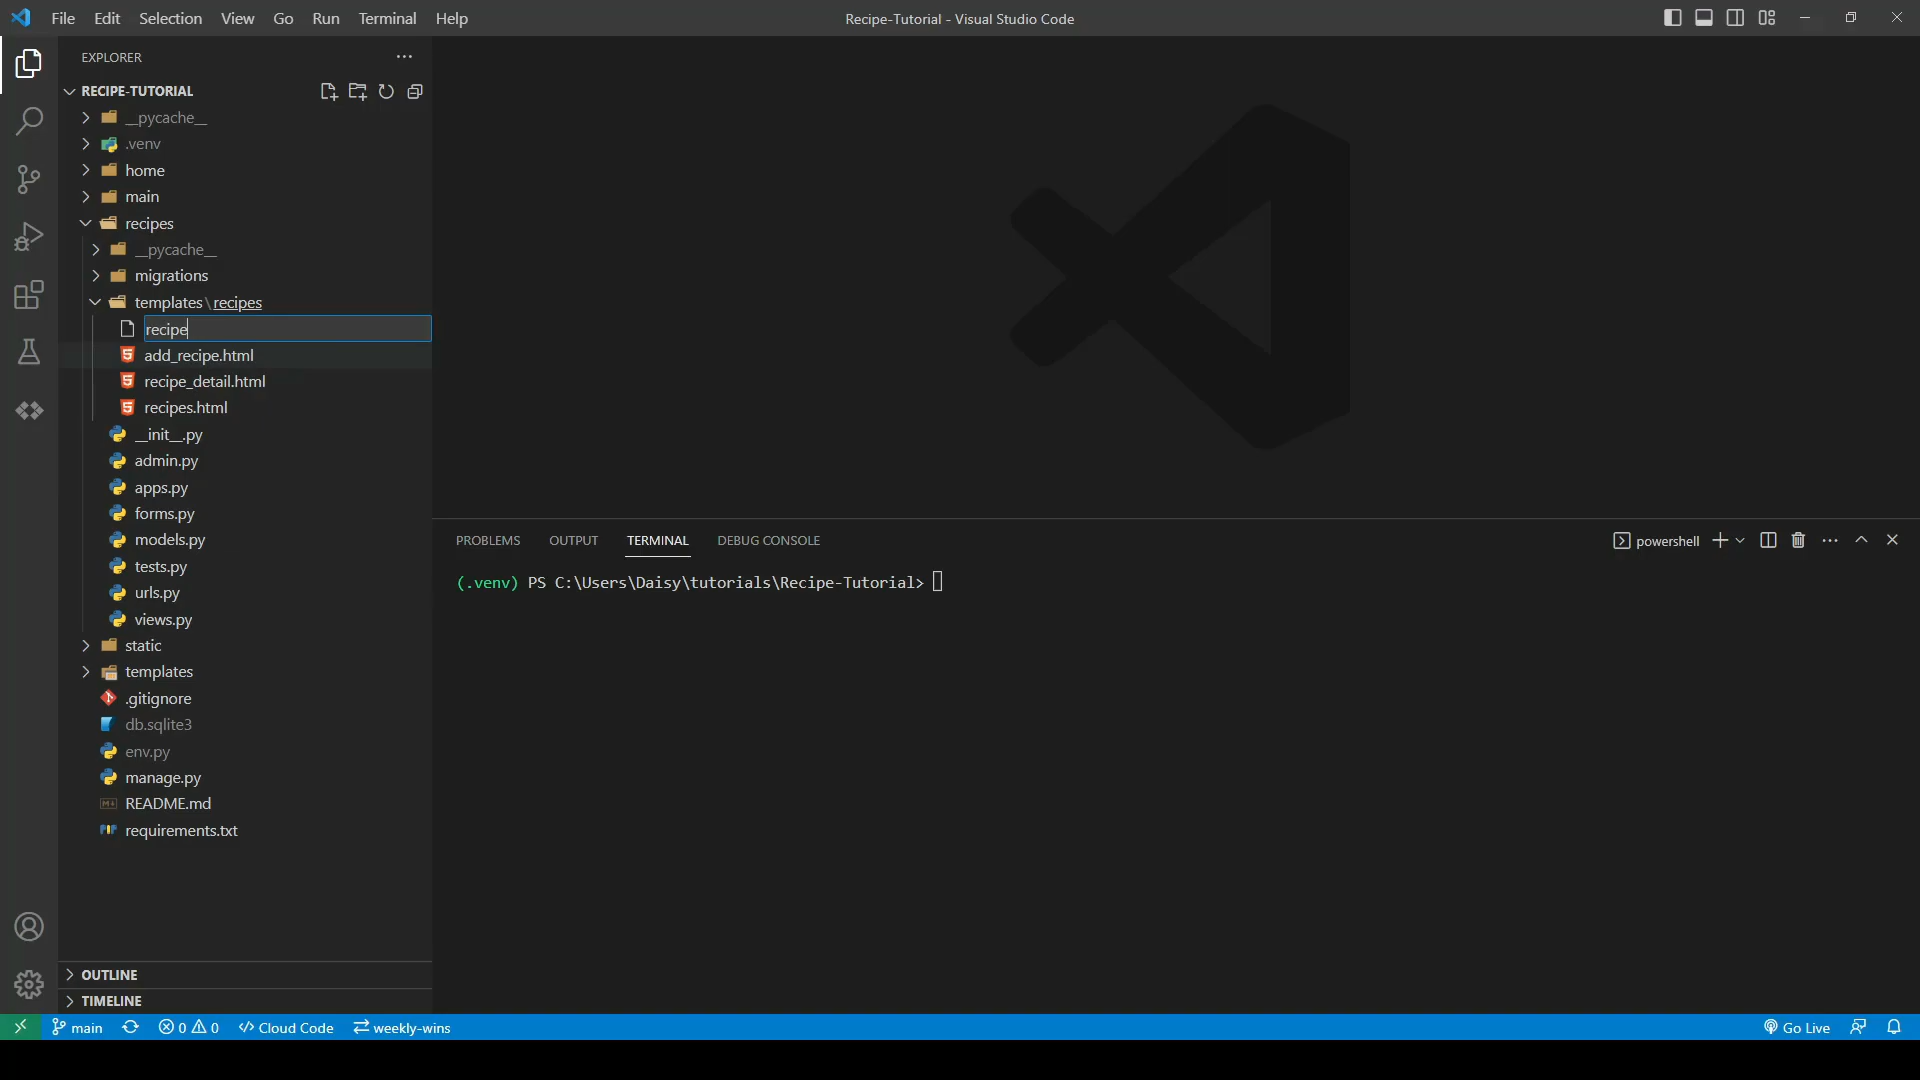 File Edit Selection View Go Run Terminal Help
Recipe-Tutorial - Visual Studio Code
EXPLORER
RECIPE-TUTORIAL
__pycache__
.venv
home
main
recipes
__pycache__
migrations
templates\recipes
recipe
add_recipe.html
recipe_detail.html
recipes.html
__init__.py
admin.py
apps.py
forms.py
models.py
tests.py
urls.py
views.py
static
templates
.gitignore
db.sqlite3
env.py
manage.py
README.md
requirements.txt
OUTLINE
TIMELINE
PROBLEMS OUTPUT TERMINAL DEBUG CONSOLE
powershell
(.venv) PS C:\Users\Daisy\tutorials\Recipe-Tutorial>
main 0 0 Cloud Code weekly-wins
Go Live